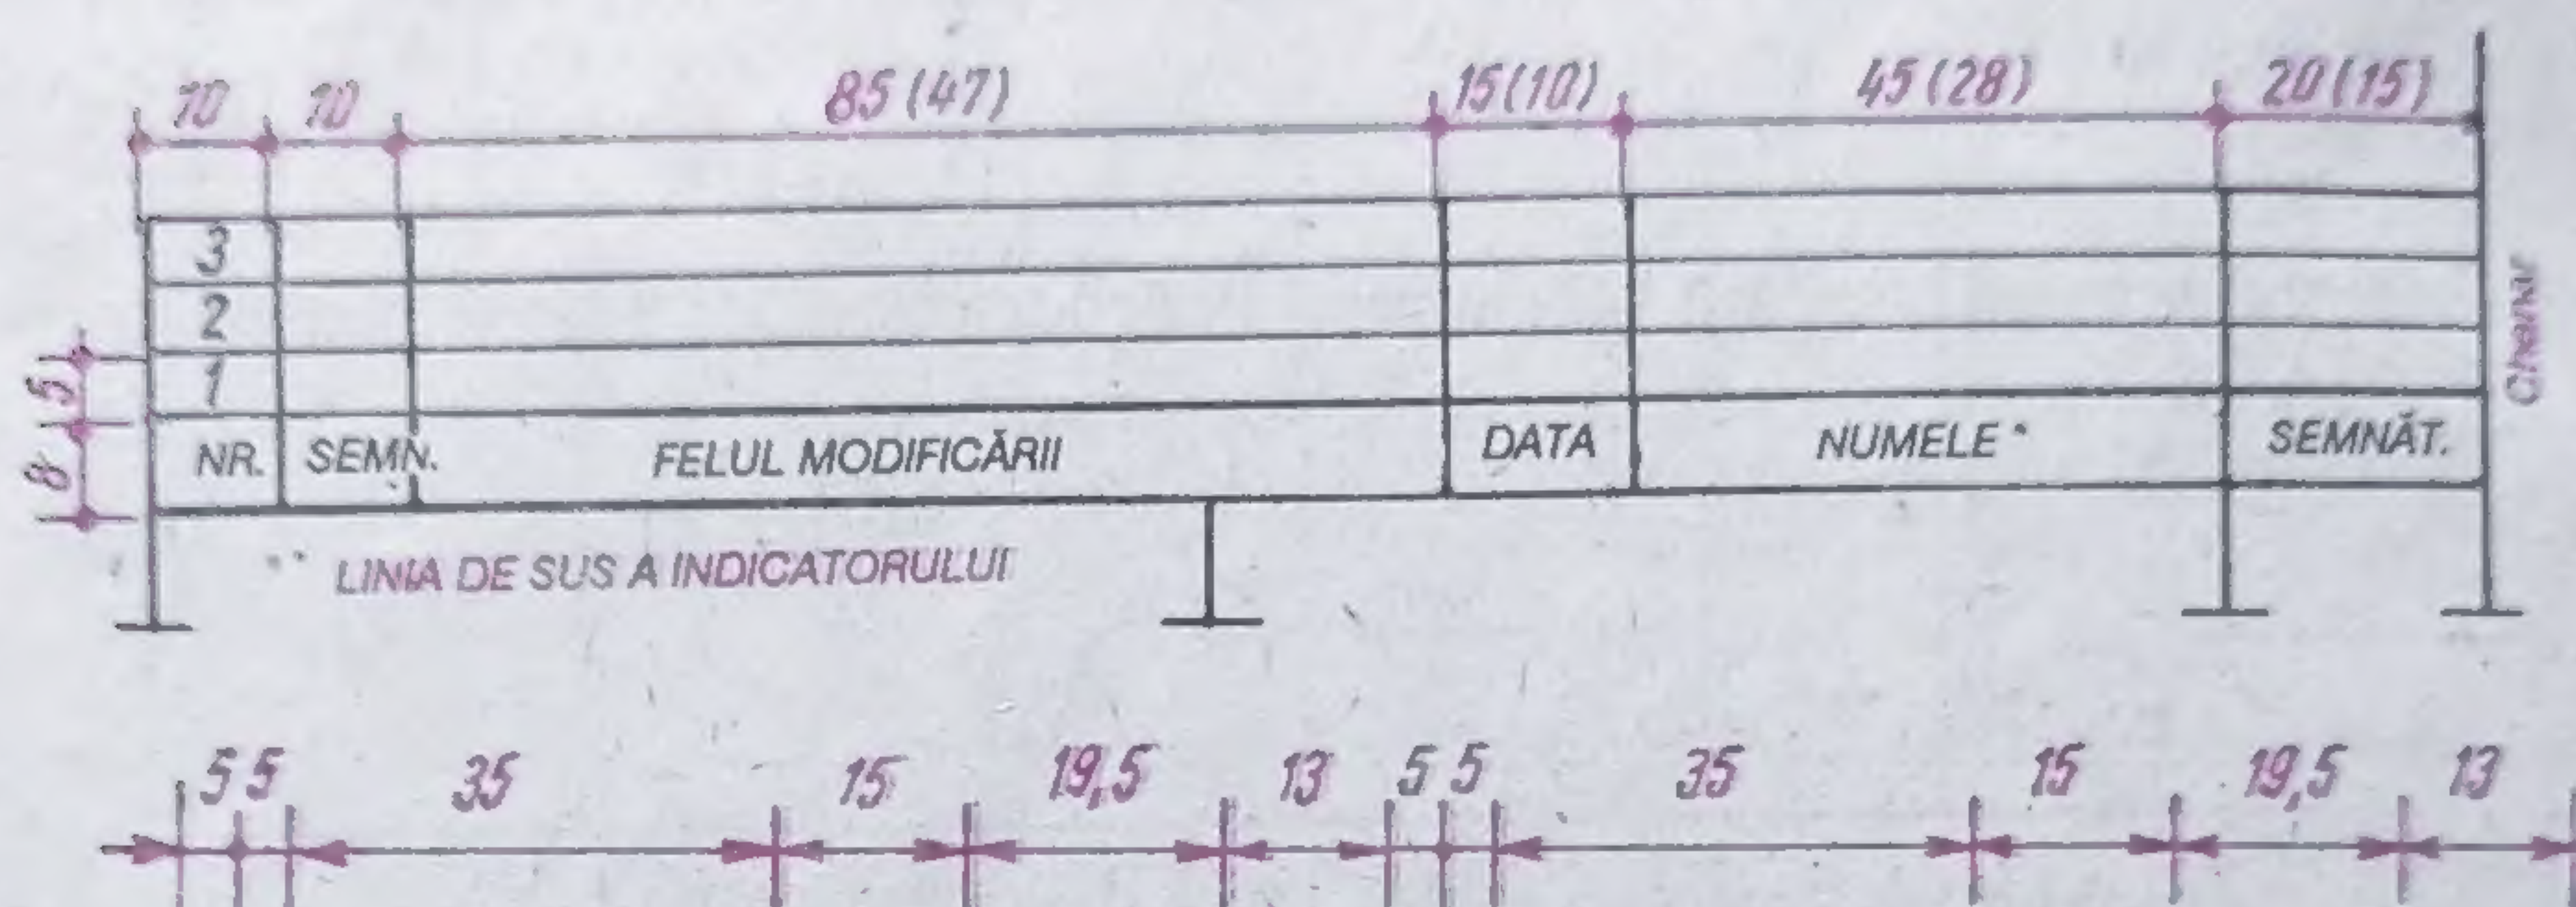 10 10 85 (47) 15(10) 45 (28) 20 (15)
3
2
1
5
8
NR. SEMN. FELUL MODIFICĂRII DATA NUMELE SEMNĂT.
Chenar
LINIA DE SUS A INDICATORULUI
5 5 35 15 19,5 13 5 5 35 15 19,5 13